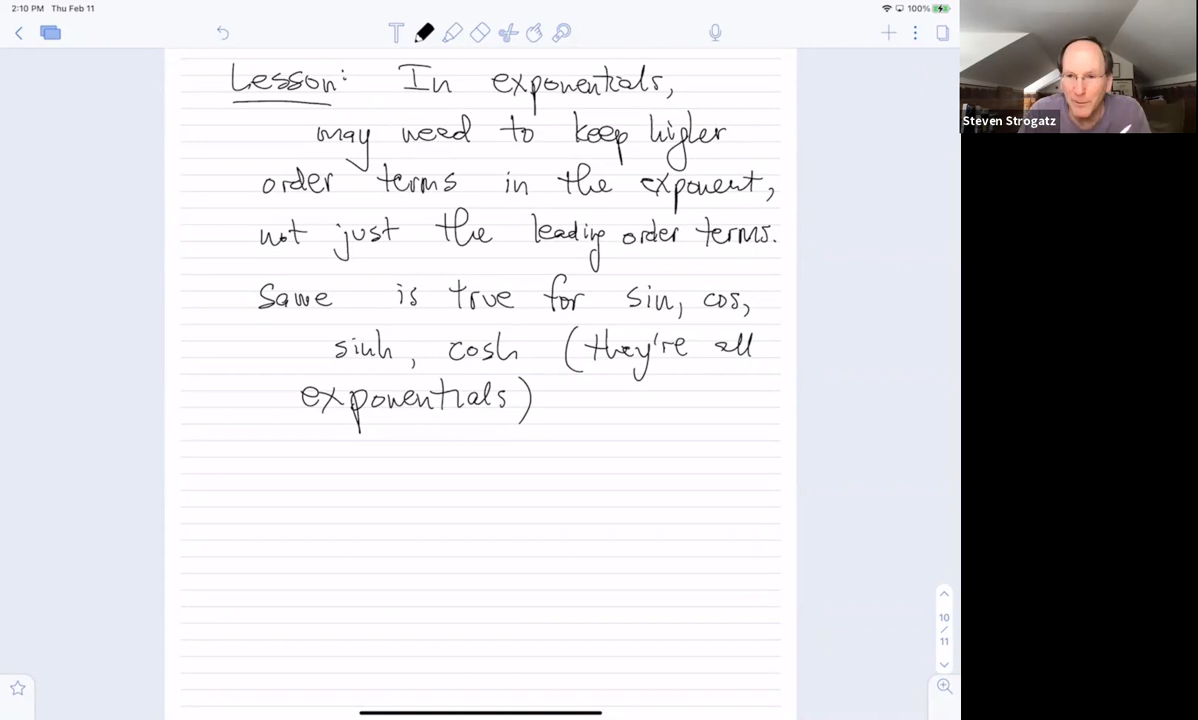 2:10 PM Thu Feb 11
100%
T
Lesson: In exponentials,
may need to keep higher
order terms in the exponent,
not just the leading order terms.
Same is true for sin, cos,
sinh, cosh (they're all
exponentials)
Steven Strogatz
10
/
11